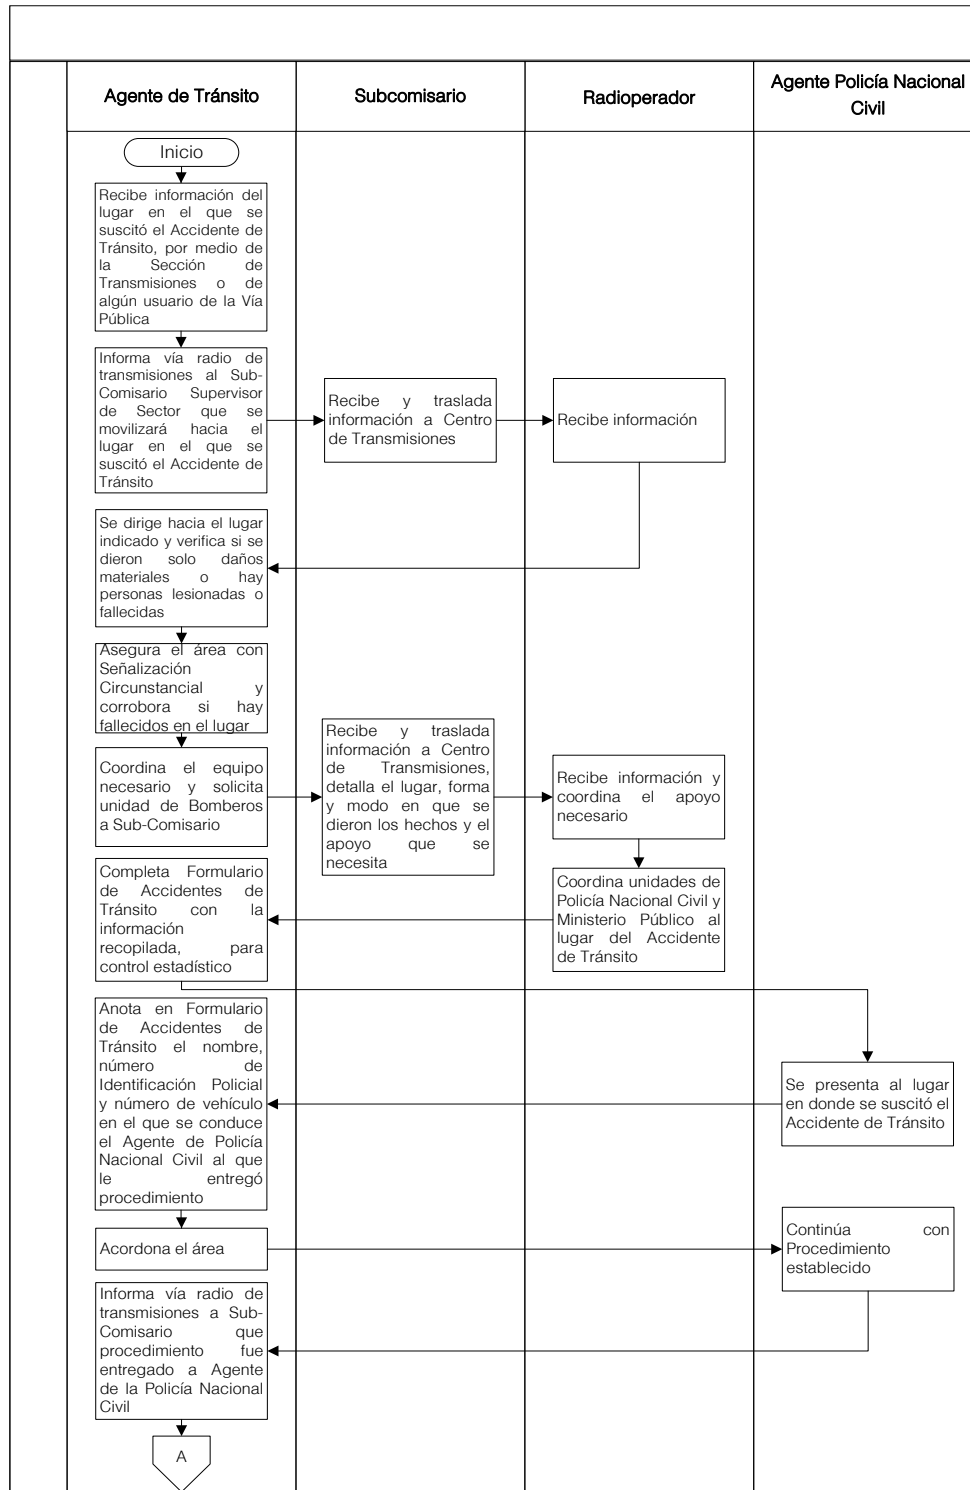 Agente de Tránsito
Subcomisario
Radioperador
Agente Policía Nacional
Civil
Inicio
Recibe información del
lugar en el que se
suscitó el Accidente de
Tránsito, por medio de
la Sección de
Transmisiones o de
algún usuario de la Vía
Pública
Informa vía radio de
transmisiones al Sub-
Comisario Supervisor
de Sector que se
movilizará hacia el
lugar en el que se
suscitó el Accidente de
Tránsito
Recibe y traslada
información a Centro
de Transmisiones
Recibe información
Se dirige hacia el lugar
indicado y verifica si se
dieron solo daños
materiales o hay
personas lesionadas o
fallecidas
Asegura el área con
Señalización
Circunstancial y
corrobora si hay
fallecidos en el lugar
Coordina el equipo
necesario y solicita
unidad de Bomberos
a Sub-Comisario
Recibe y traslada
información a Centro
de Transmisiones,
detalla el lugar, forma
y modo en que se
dieron los hechos y el
apoyo que se
necesita
Recibe información y
coordina el apoyo
necesario
Coordina unidades de
Policía Nacional Civil y
Ministerio Público al
lugar del Accidente
de Tránsito
Completa Formulario
de Accidentes de
Tránsito con la
información
recopilada, para
control estadístico
Se presenta al lugar
en donde se suscitó el
Accidente de Tránsito
Anota en Formulario
de Accidentes de
Tránsito el nombre,
número de
Identificación Policial
y número de vehículo
en el que se conduce
el Agente de Policía
Nacional Civil al que
le entregó
procedimiento
Acordona el área
Continúa con
Procedimiento
establecido
Informa vía radio de
transmisiones a Sub-
Comisario que
procedimiento fue
entregado a Agente
de la Policía Nacional
Civil
A